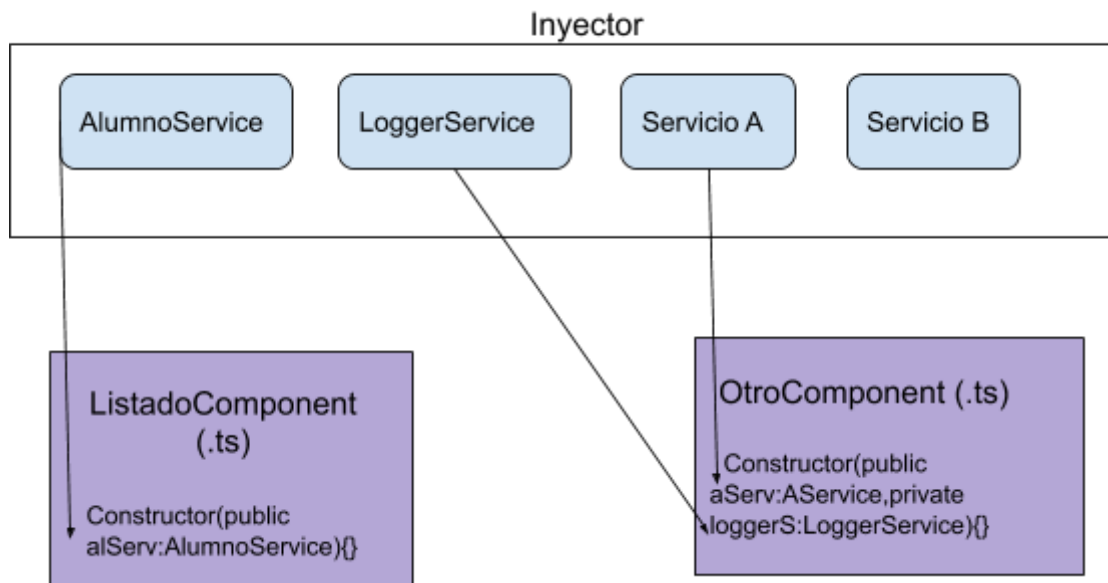 Inyector
AlumnoService
LoggerService
Servicio A
Servicio B
ListadoComponent
(.ts)
Constructor(public
alServ:AlumnoService){}
OtroComponent (.ts)
Constructor(public
aServ:AService,private
loggerS:LoggerService){}